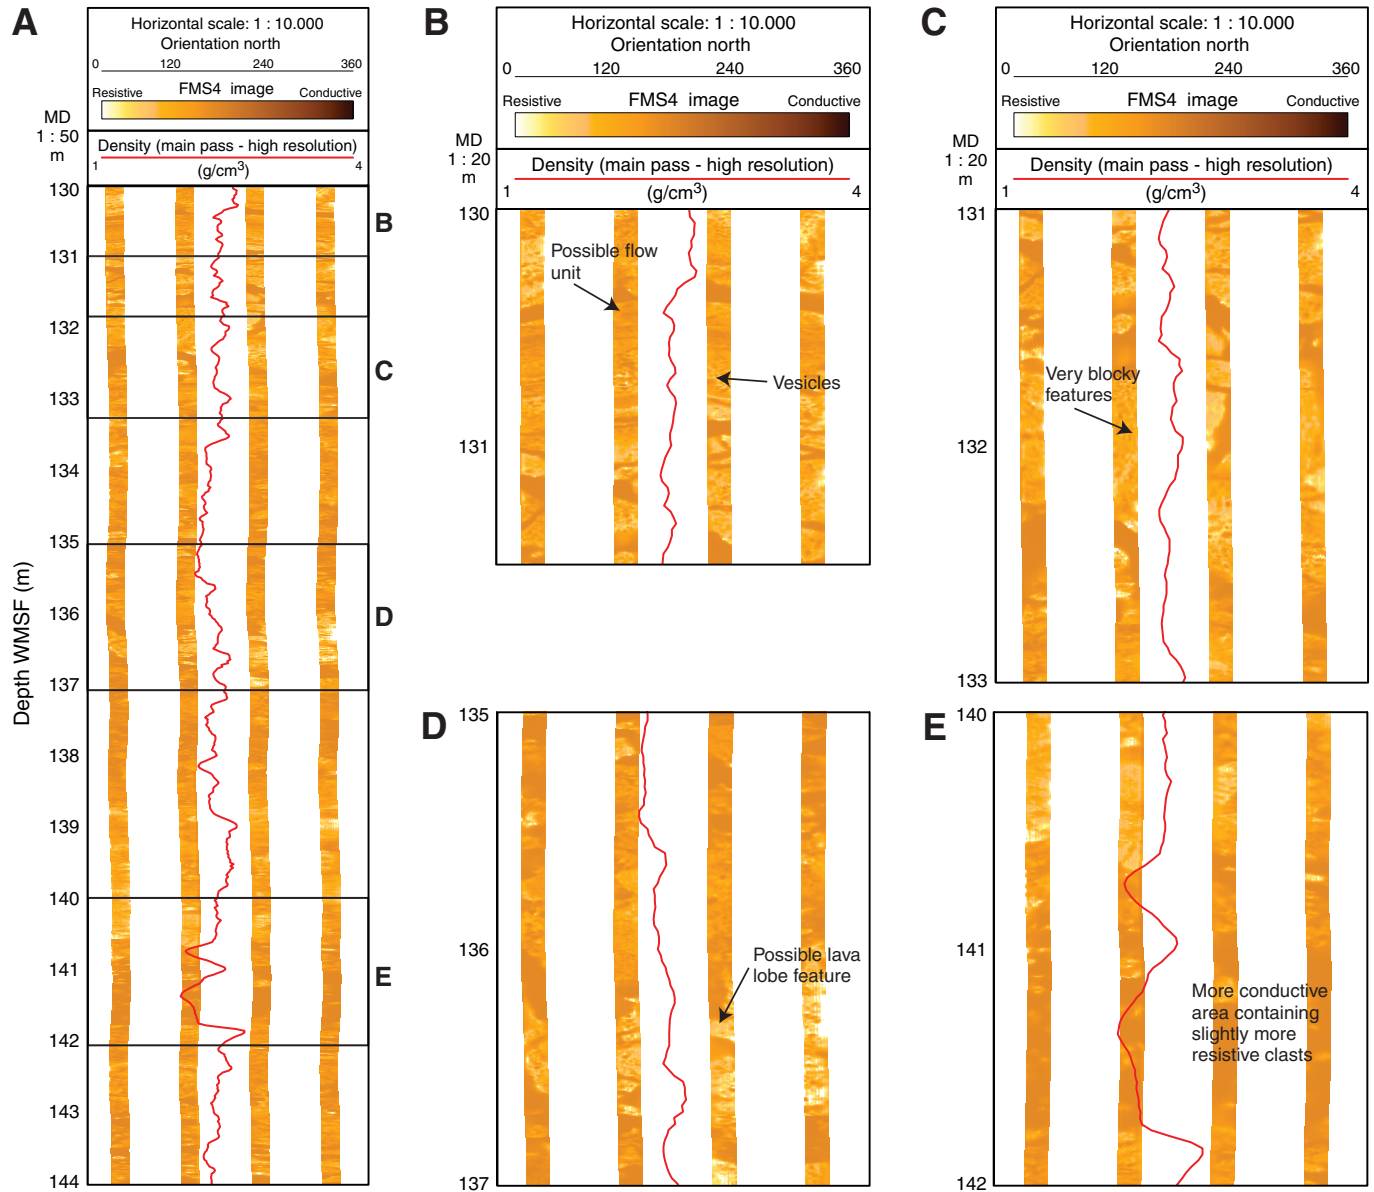 A
Horizontal scale: 1 : 10.000
Orientation north
0 120 240 360
Resistive FMS4 image Conductive
MD
1 : 50
m
Density (main pass - high resolution)
1 (g/cm3) 4
Depth WMSF (m)
130
131
132
133
134
135
136
137
138
139
140
141
142
143
144
B
C
D
E
B
Horizontal scale: 1 : 10.000
Orientation north
0 120 240 360
Resistive FMS4 image Conductive
MD
1 : 20
m
Density (main pass - high resolution)
1 (g/cm3) 4
130
131
Possible flow
unit
Vesicles
C
Horizontal scale: 1 : 10.000
Orientation north
0 120 240 360
Resistive FMS4 image Conductive
MD
1 : 20
m
Density (main pass - high resolution)
1 (g/cm3) 4
131
132
133
Very blocky
features
D
135
136
137
Possible lava
lobe feature
E
140
141
142
More conductive
area containing
slightly more
resistive clasts